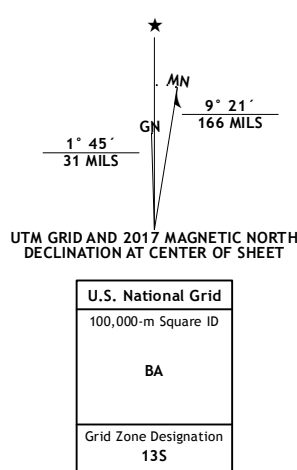 ★
MN
GN
9° 21´
166 MILS
1° 45´
31 MILS
UTM GRID AND 2017 MAGNETIC NORTH
DECLINATION AT CENTER OF SHEET
U.S. National Grid
100,000-m Square ID
BA
Grid Zone Designation
13S